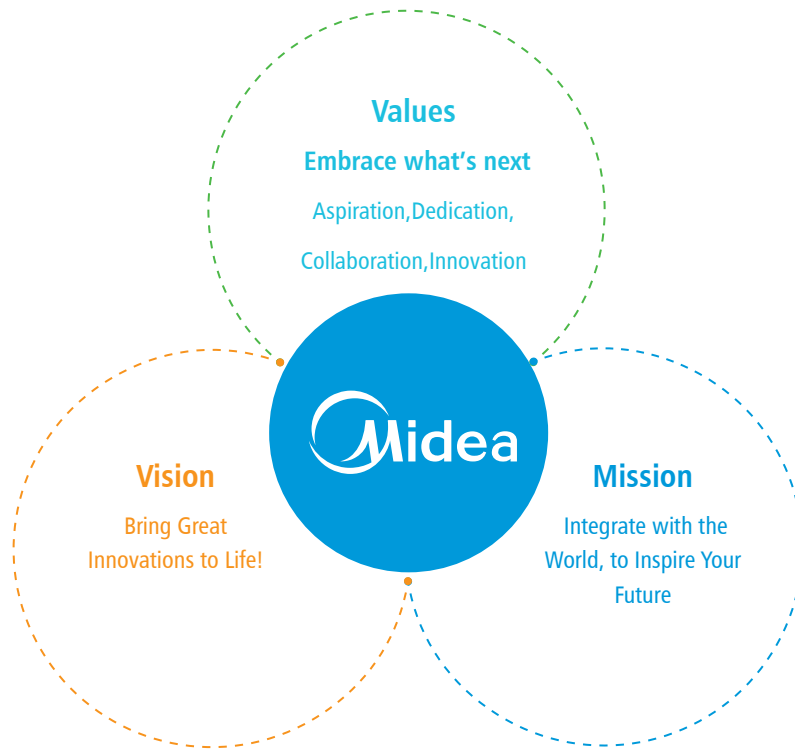 Values
Embrace what's next
Aspiration,Dedication,
Collaboration,Innovation
Midea
Vision
Bring Great
Innovations to Life!
Mission
Integrate with the
World, to Inspire Your
Future